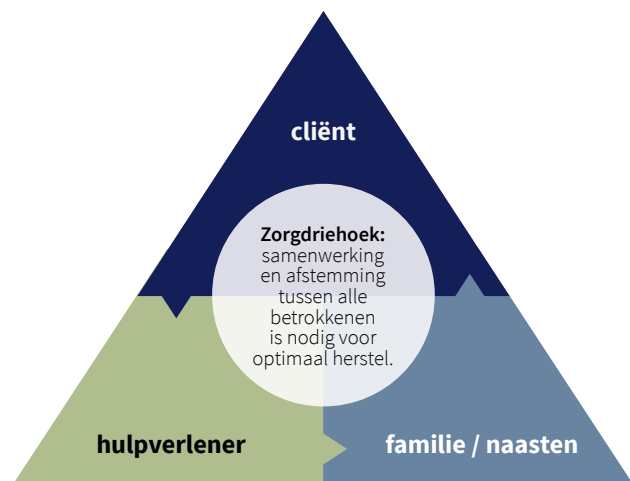 cliënt
Zorgdriehoek:
samenwerking
en afstemming
tussen alle
betrokkenen
is nodig voor
optimaal herstel.
hulpverlener
familie / naasten